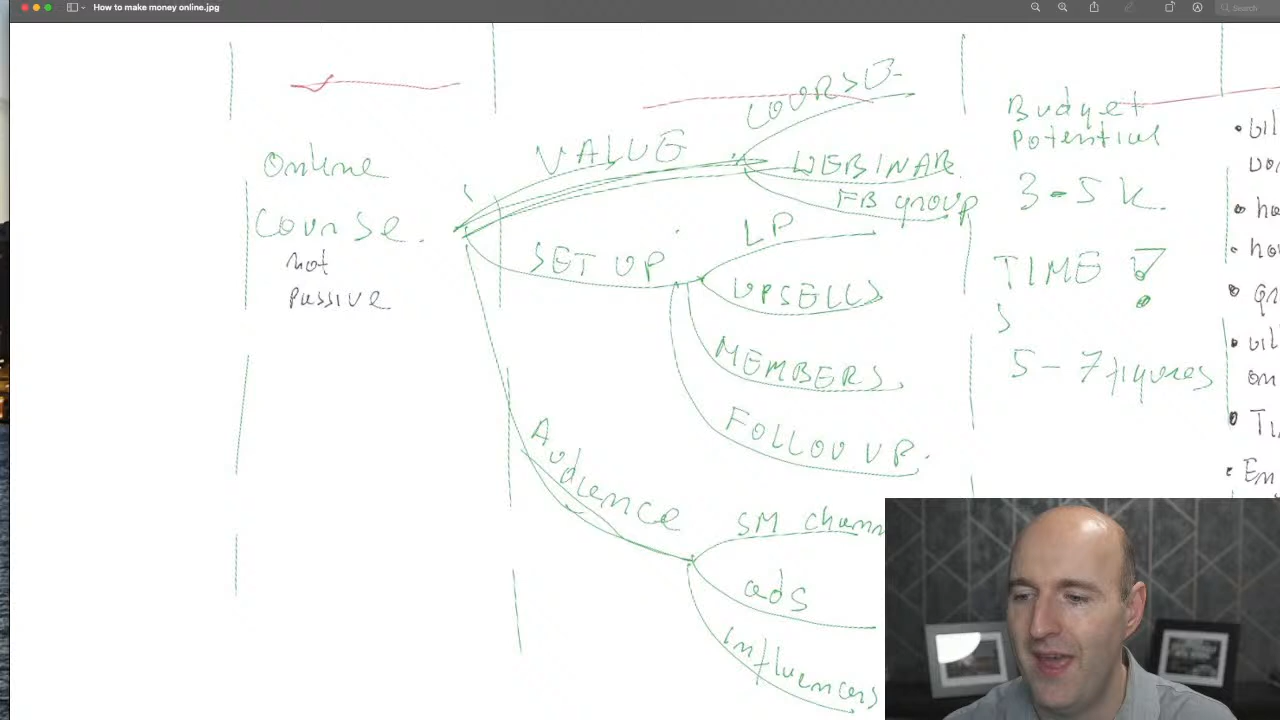 How to make money online.jpg
Search
Online
Course.
not
passive
VALUE
COURSE
WEBINAR
FB group
SET UP
LP
UPSELLS
MEMBERS
FOLLOW UP.
Audience
SM chann
ads
Influencers
Budget
Potential
3-5 K.
TIME
5-7 figures